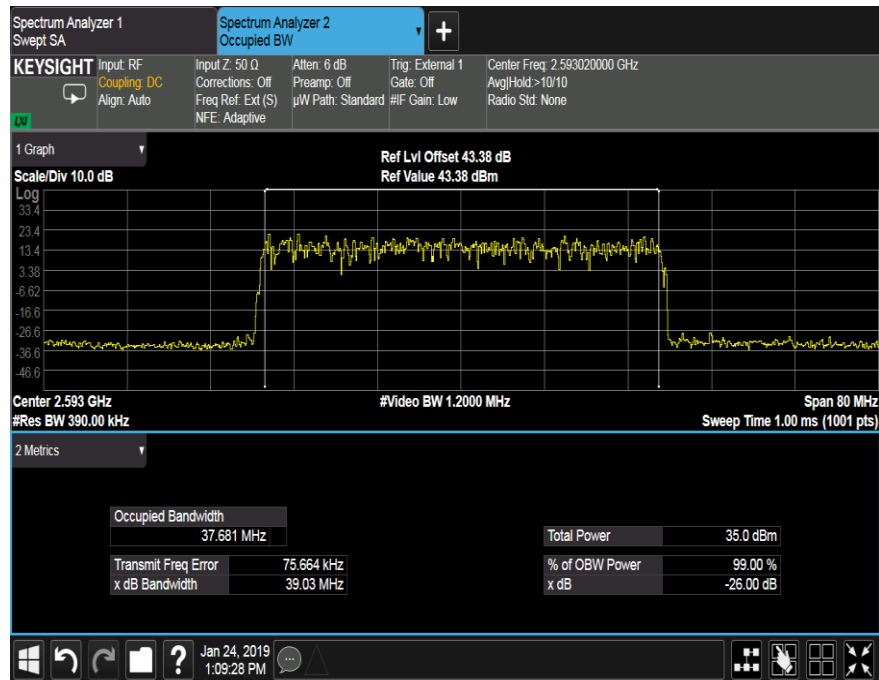 Spectrum Analyzer 1
Swept SA
Spectrum Analyzer 2
Occupied BW
KEYSIGHT
LXI
Input: RF
Coupling: DC
Align: Auto
Input Z: 50 Ω
Corrections: Off
Freq Ref: Ext (S)
NFE: Adaptive
Atten: 6 dB
Preamp: Off
µW Path: Standard
Trig: External 1
Gate: Off
#IF Gain: Low
Center Freq: 2.593020000 GHz
Avg|Hold:>10/10
Radio Std: None
1 Graph
Scale/Div 10.0 dB
Ref Lvl Offset 43.38 dB
Ref Value 43.38 dBm
Log
33.4
23.4
13.4
3.38
-6.62
-16.6
-26.6
-36.6
-46.6
Center 2.593 GHz
#Video BW 1.2000 MHz
Span 80 MHz
#Res BW 390.00 kHz
Sweep Time 1.00 ms (1001 pts)
2 Metrics
Occupied Bandwidth
37.681 MHz
Total Power 35.0 dBm
Transmit Freq Error 75.664 kHz
% of OBW Power 99.00 %
x dB Bandwidth 39.03 MHz
x dB -26.00 dB
?
Jan 24, 2019
1:09:28 PM